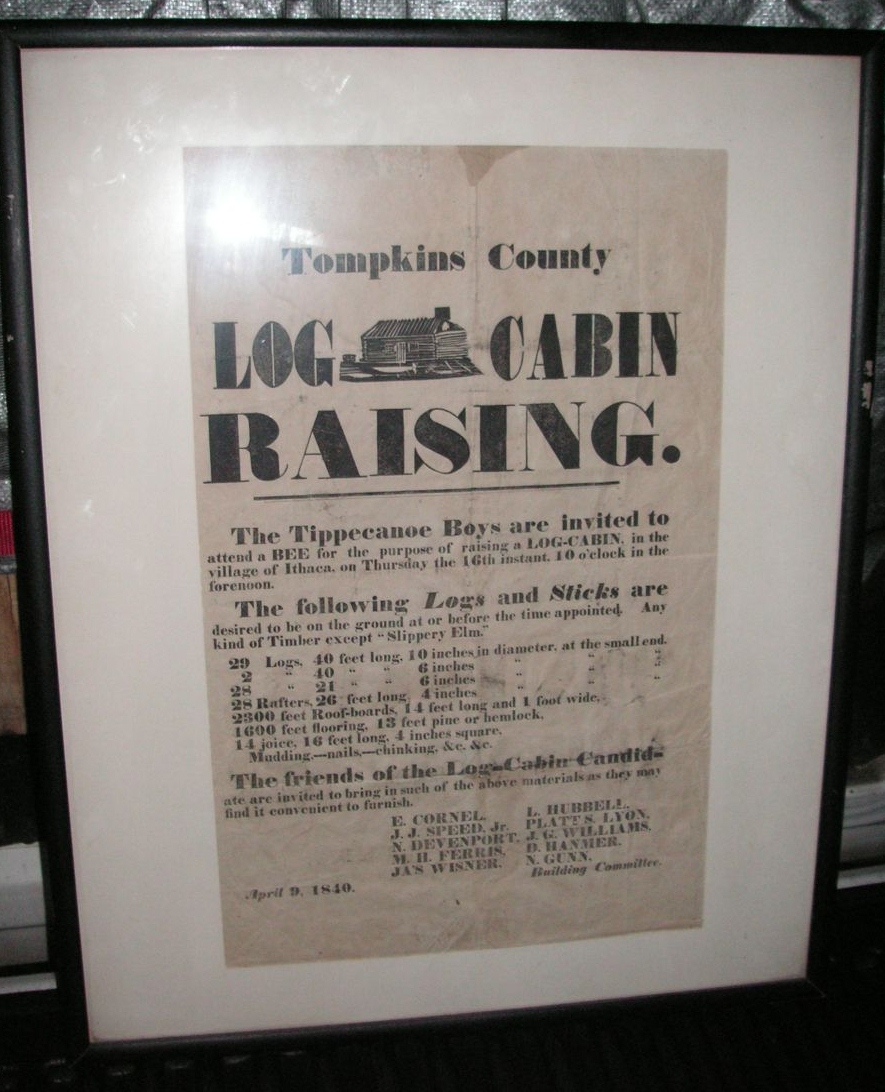 Tompkins County
LOG CABIN
RAISING.
The Tippecanoe Boys are invited to
attend a BEE for the purpose of raising a LOG-CABIN, in the
village of Ithaca, on Thursday the 16th instant, 10 o'clock in the
forenoon.
The following Logs and Sticks are
desired to be on the ground at or before the time appointed. Any
kind of Timber except "Slippery Elm."
29 Logs, 40 feet long, 10 inches in diameter, at the small end.
2 " 40 " " 6 inches " " "
28 " 21 " " 6 inches " " "
28 Rafters, 26 feet long, 4 inches
2300 feet Roof-boards, 14 feet long and 1 foot wide,
1600 feet flooring, 13 feet pine or hemlock,
14 joice, 16 feet long, 4 inches square,
Mudding,—nails,—chinking, &c. &c.
The friends of the Log-Cabin Candid-
ate are invited to bring in such of the above materials as they may
find it convenient to furnish.
E. CORNEL, L. HUBBELL,
J. J. SPEED, Jr. PLATT S. LYON,
N. DEVENPORT, J. G. WILLIAMS,
M. H. FERRIS, D. HANMER,
JA'S WISNER. N. GUNN,
Building Committee.
April 9, 1840.